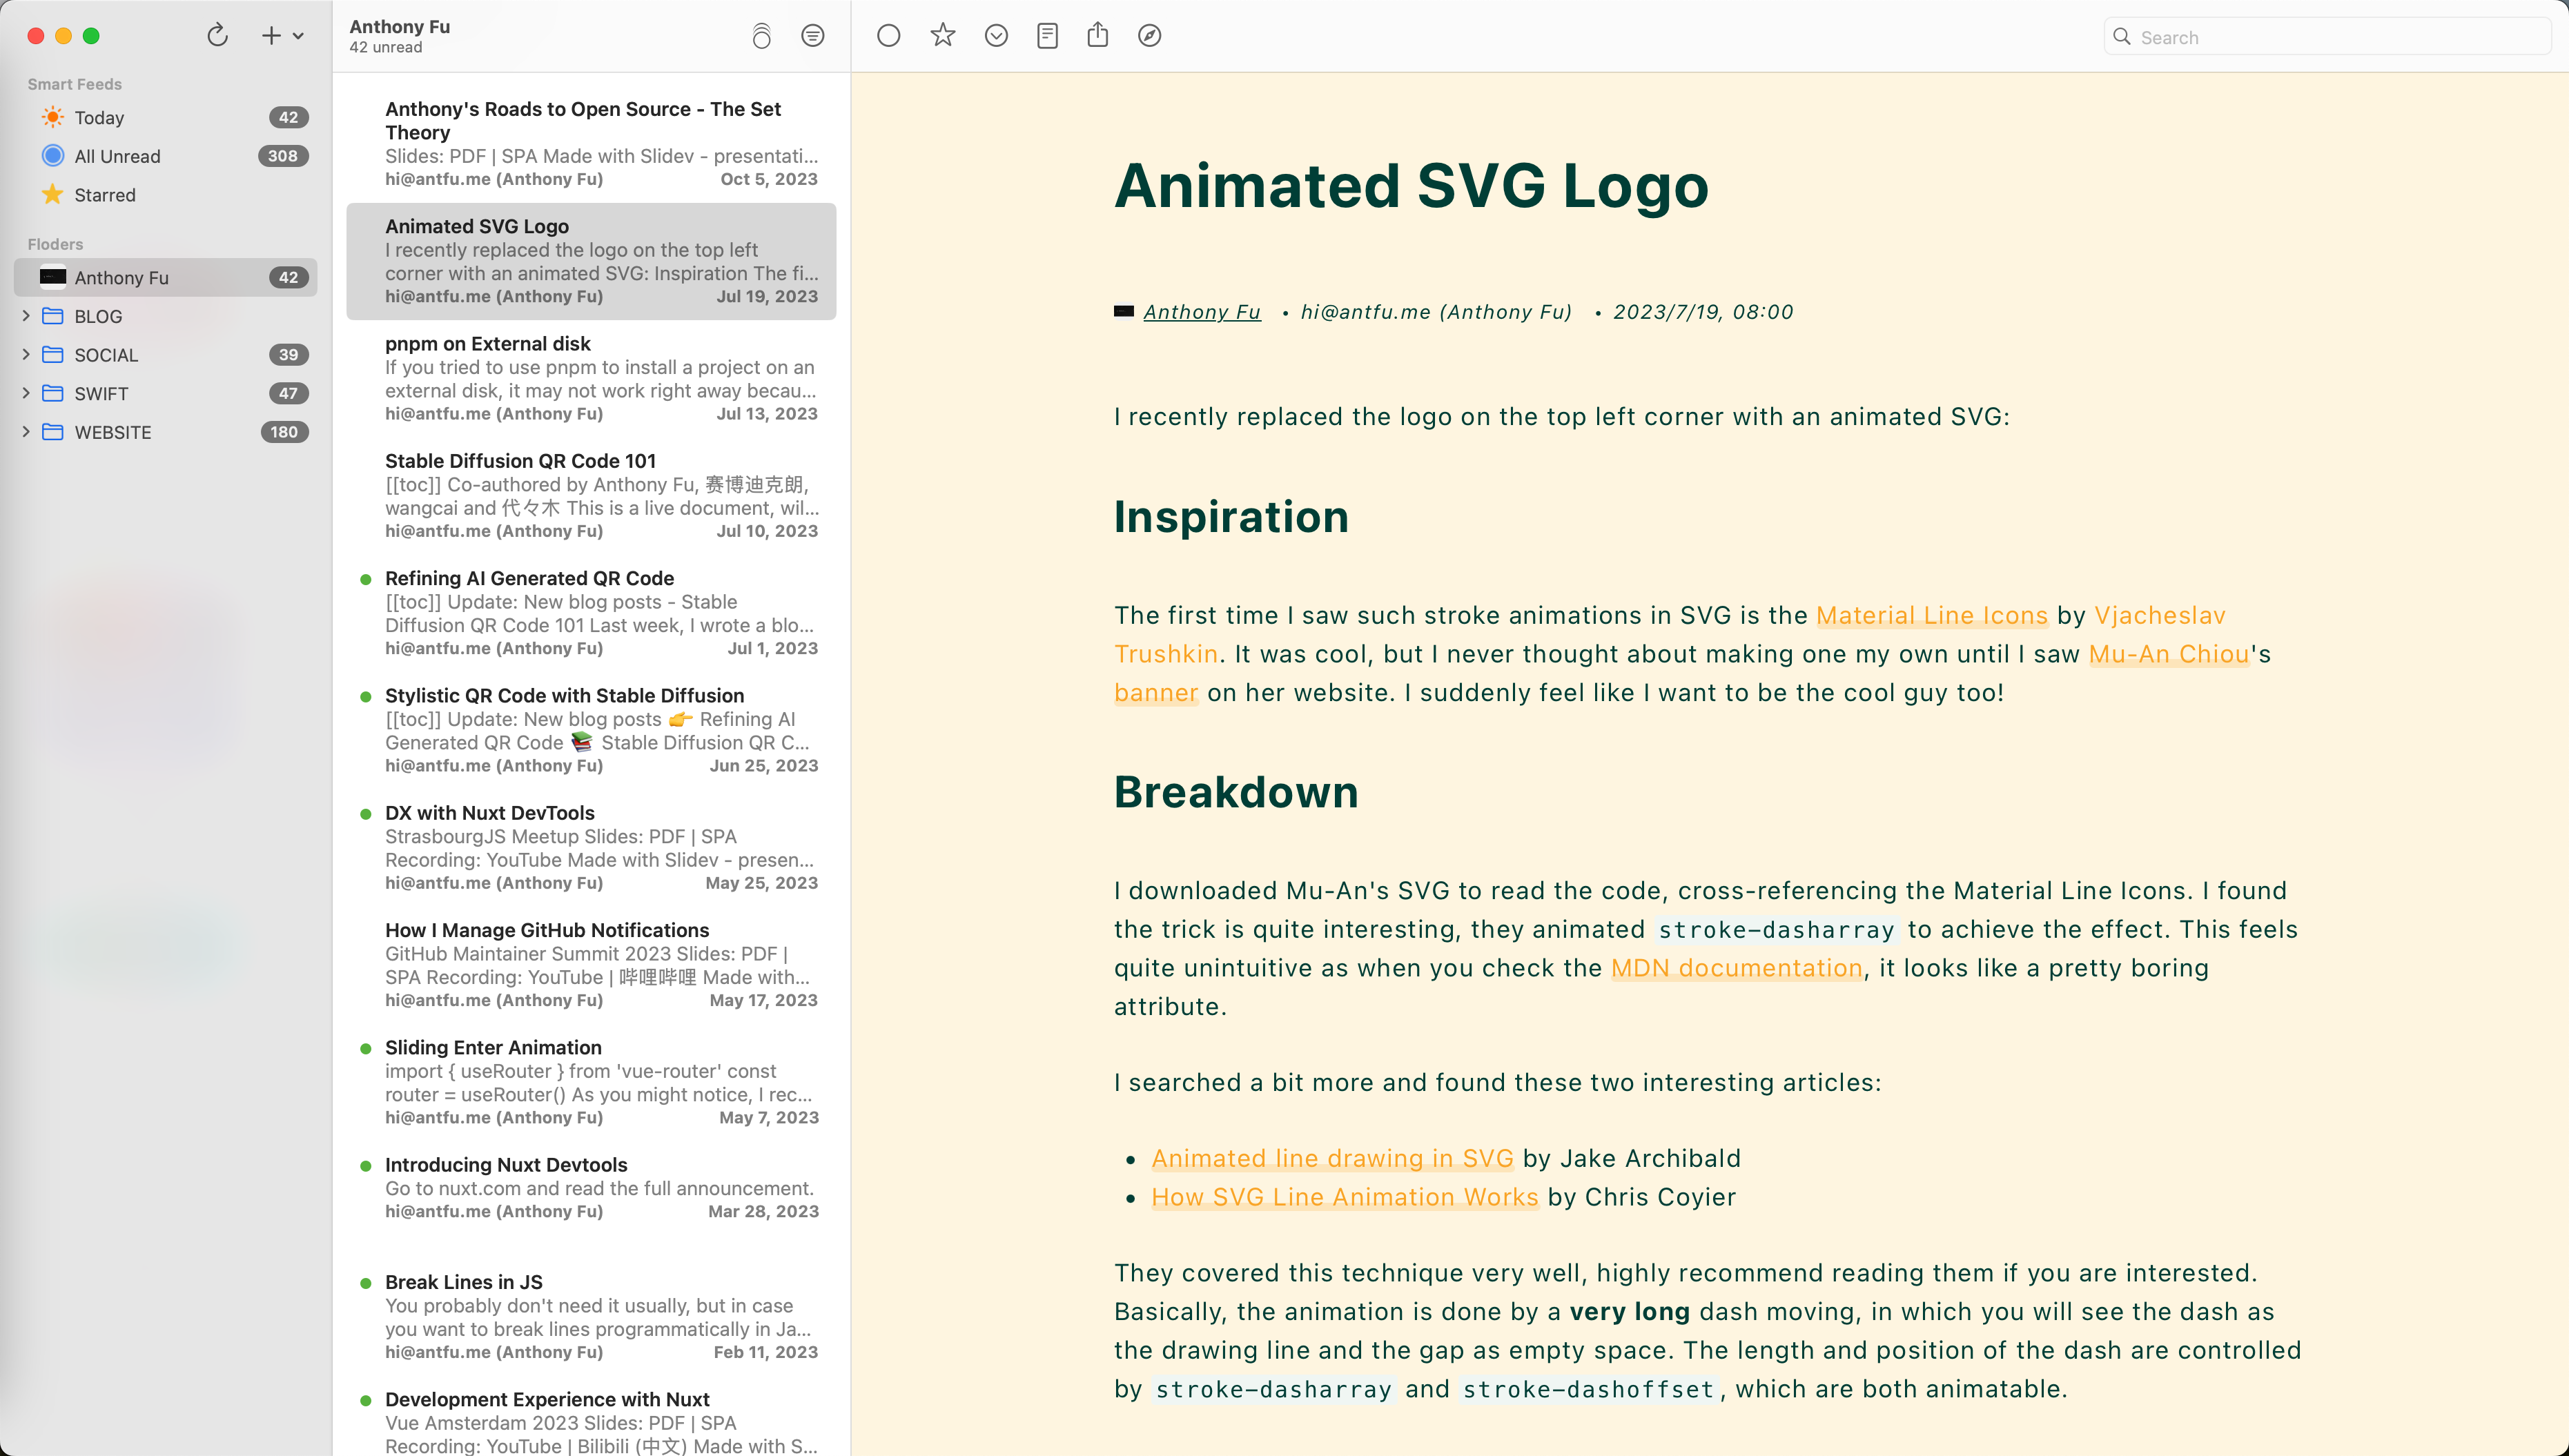 Smart Feeds
Today 42
All Unread 308
Starred
Floders
Anthony Fu 42
BLOG
SOCIAL 39
SWIFT 47
WEBSITE 180
Anthony Fu
42 unread
Anthony's Roads to Open Source - The Set
Theory
Slides: PDF | SPA Made with Slidev - presentati...
hi@antfu.me (Anthony Fu) Oct 5, 2023
Animated SVG Logo
I recently replaced the logo on the top left
corner with an animated SVG: Inspiration The fi...
hi@antfu.me (Anthony Fu) Jul 19, 2023
pnpm on External disk
If you tried to use pnpm to install a project on an
external disk, it may not work right away becau...
hi@antfu.me (Anthony Fu) Jul 13, 2023
Stable Diffusion QR Code 101
[[toc]] Co-authored by Anthony Fu, 赛博迪克朗,
wangcai and 代々木 This is a live document, wil...
hi@antfu.me (Anthony Fu) Jul 10, 2023
Refining AI Generated QR Code
[[toc]] Update: New blog posts - Stable
Diffusion QR Code 101 Last week, I wrote a blo...
hi@antfu.me (Anthony Fu) Jul 1, 2023
Stylistic QR Code with Stable Diffusion
[[toc]] Update: New blog posts 👉 Refining AI
Generated QR Code 📚 Stable Diffusion QR C...
hi@antfu.me (Anthony Fu) Jun 25, 2023
DX with Nuxt DevTools
StrasbourgJS Meetup Slides: PDF | SPA
Recording: YouTube Made with Slidev - presen...
hi@antfu.me (Anthony Fu) May 25, 2023
How I Manage GitHub Notifications
GitHub Maintainer Summit 2023 Slides: PDF |
SPA Recording: YouTube | 哔哩哔哩 Made with...
hi@antfu.me (Anthony Fu) May 17, 2023
Sliding Enter Animation
import { useRouter } from 'vue-router' const
router = useRouter() As you might notice, I rec...
hi@antfu.me (Anthony Fu) May 7, 2023
Introducing Nuxt Devtools
Go to nuxt.com and read the full announcement.
hi@antfu.me (Anthony Fu) Mar 28, 2023
Break Lines in JS
You probably don't need it usually, but in case
you want to break lines programmatically in Ja...
hi@antfu.me (Anthony Fu) Feb 11, 2023
Development Experience with Nuxt
Vue Amsterdam 2023 Slides: PDF | SPA
Recording: YouTube | Bilibili (中文) Made with S...
Search
Animated SVG Logo
Anthony Fu • hi@antfu.me (Anthony Fu) • 2023/7/19, 08:00
I recently replaced the logo on the top left corner with an animated SVG:
Inspiration
The first time I saw such stroke animations in SVG is the Material Line Icons by Vjacheslav
Trushkin. It was cool, but I never thought about making one my own until I saw Mu-An Chiou's
banner on her website. I suddenly feel like I want to be the cool guy too!
Breakdown
I downloaded Mu-An's SVG to read the code, cross-referencing the Material Line Icons. I found
the trick is quite interesting, they animated stroke-dasharray to achieve the effect. This feels
quite unintuitive as when you check the MDN documentation, it looks like a pretty boring
attribute.
I searched a bit more and found these two interesting articles:
• Animated line drawing in SVG by Jake Archibald
• How SVG Line Animation Works by Chris Coyier
They covered this technique very well, highly recommend reading them if you are interested.
Basically, the animation is done by a very long dash moving, in which you will see the dash as
the drawing line and the gap as empty space. The length and position of the dash are controlled
by stroke-dasharray and stroke-dashoffset, which are both animatable.